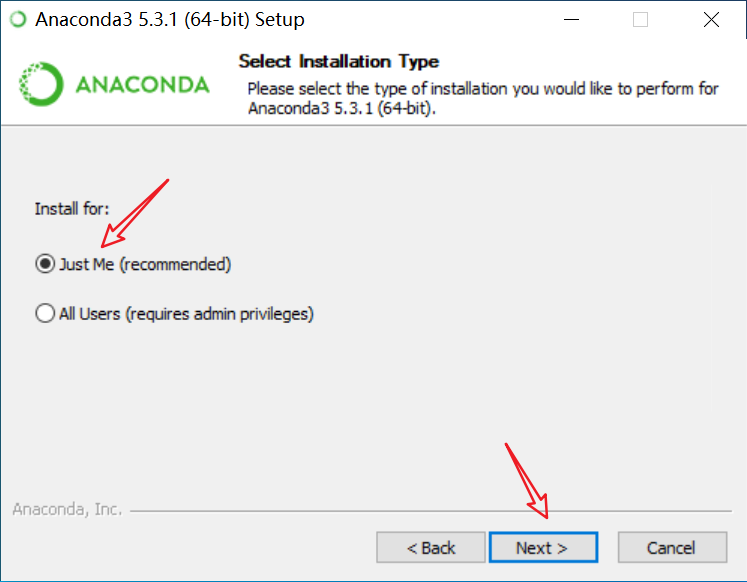 Anaconda3 5.3.1 (64-bit) Setup
ANACONDA
Select Installation Type
Please select the type of installation you would like to perform for
Anaconda3 5.3.1 (64-bit).
Install for:
Just Me (recommended)
All Users (requires admin privileges)
Anaconda, Inc.
< Back
Next >
Cancel